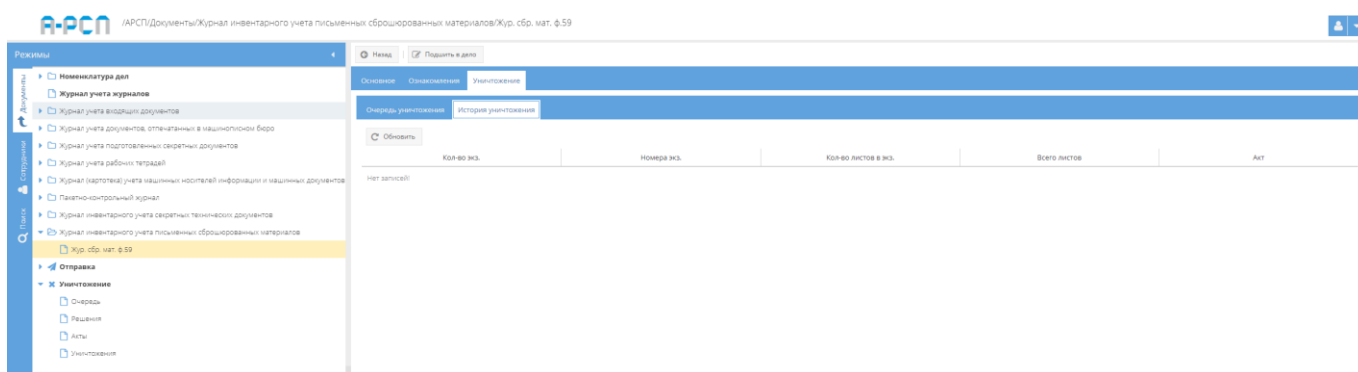 А-РСП /АРСП/Документы/Журнал инвентарного учета письменных сброшюрованных материалов/Жур. сбр. мат. ф.59
Режимы
Документы
Сотрудники
Поиск
Номенклатура дел
Журнал учета журналов
Журнал учета входящих документов
Журнал учета документов, отпечатанных в машинописном бюро
Журнал учета подготовленных секретных документов
Журнал учета рабочих тетрадей
Журнал (картотека) учета машинных носителей информации и машинных документов
Пакетно-контрольный журнал
Журнал инвентарного учета секретных технических документов
Журнал инвентарного учета письменных сброшюрованных материалов
Жур. сбр. мат. ф.59
Отправка
Уничтожение
Очередь
Решения
Акты
Уничтожения
Назад Подшить в дело
Основное Ознакомления Уничтожение
Очередь уничтожения История уничтожения
Обновить
Кол-во экз. Номера экз. Кол-во листов в экз. Всего листов Акт
Нет записей!